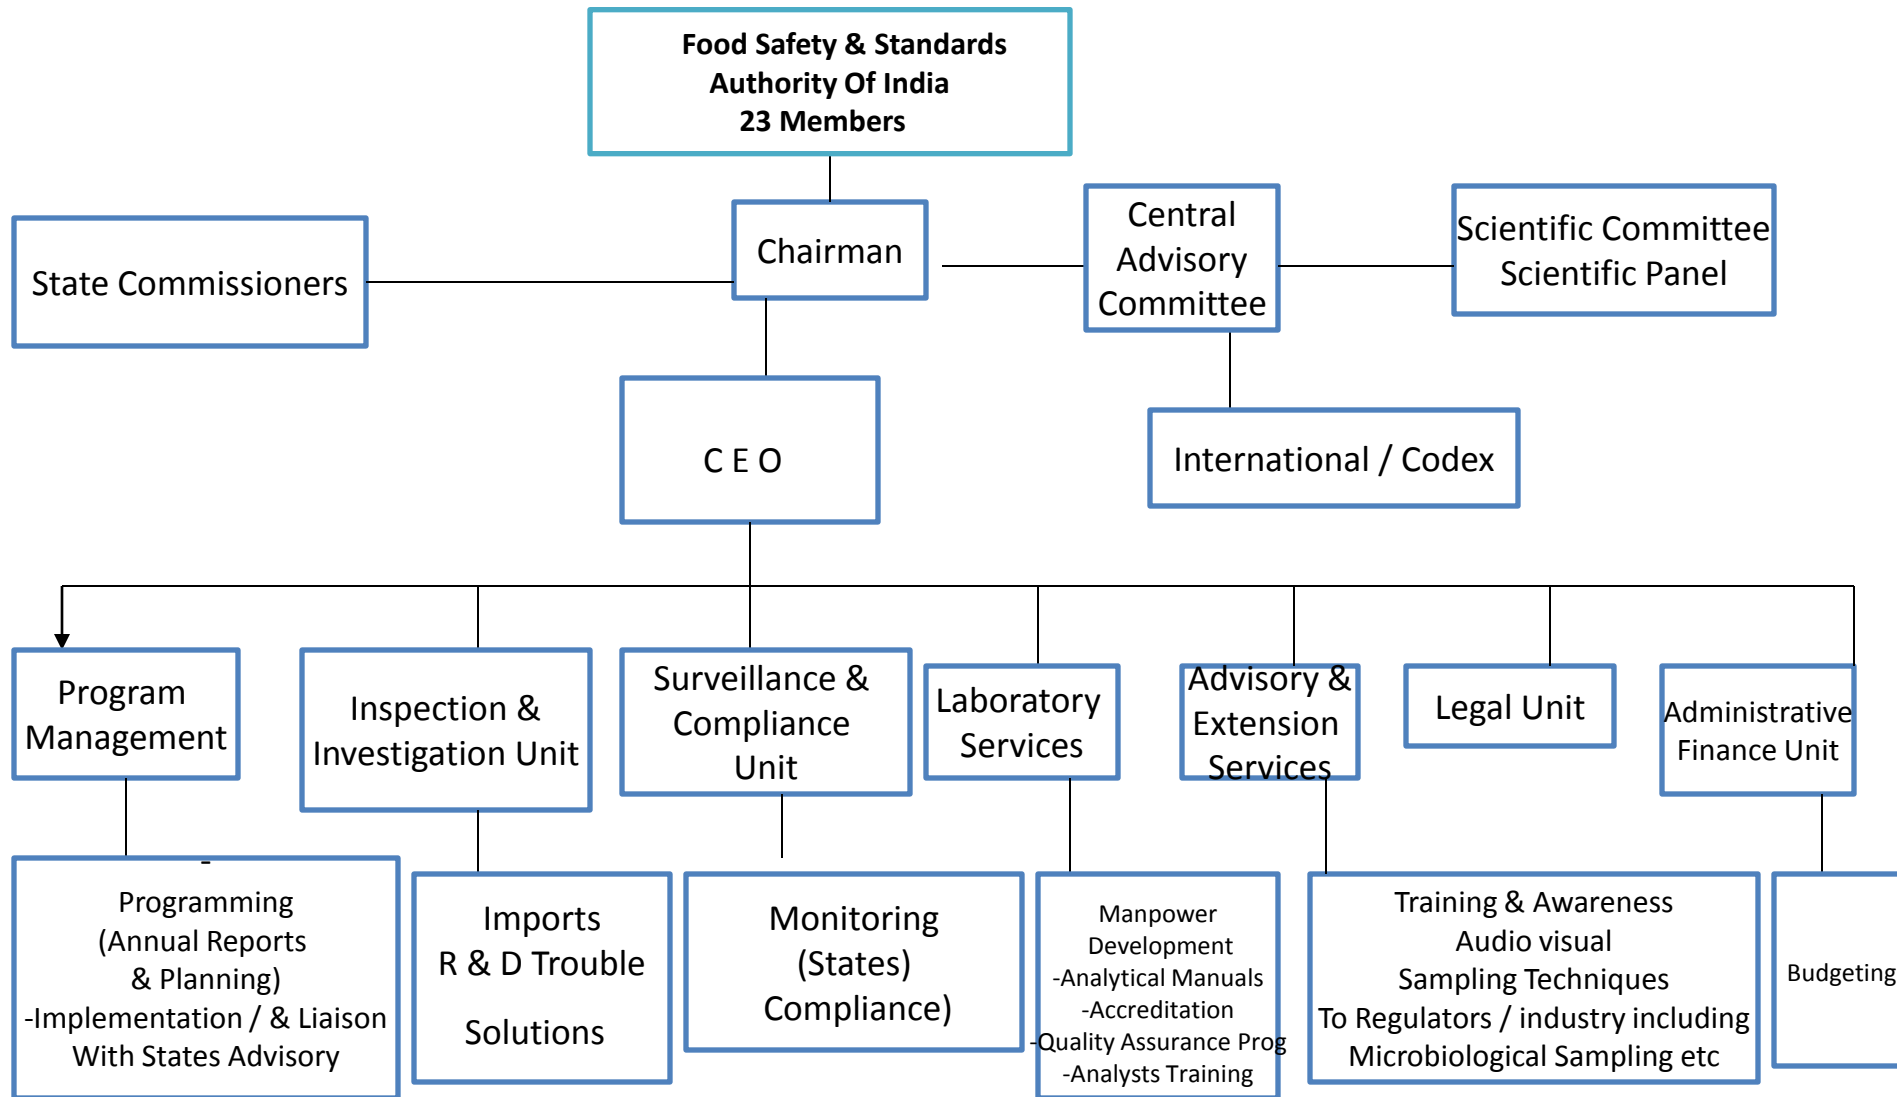 Food Safety & Standards
Authority Of India
23 Members
State Commissioners
Chairman
Central
Advisory
Committee
Scientific Committee
Scientific Panel
C E O
International / Codex
Program
Management
Inspection &
Investigation Unit
Surveillance &
Compliance
Unit
Laboratory
Services
Advisory &
Extension
Services
Legal Unit
Administrative
Finance Unit
-
Programming
(Annual Reports
& Planning)
-Implementation / & Liaison
With States Advisory
Imports
R & D Trouble
Solutions
Monitoring
(States)
Compliance)
Manpower
Development
-Analytical Manuals
-Accreditation
-Quality Assurance Prog
-Analysts Training
Training & Awareness
Audio visual
Sampling Techniques
To Regulators / industry including
Microbiological Sampling etc
Budgeting